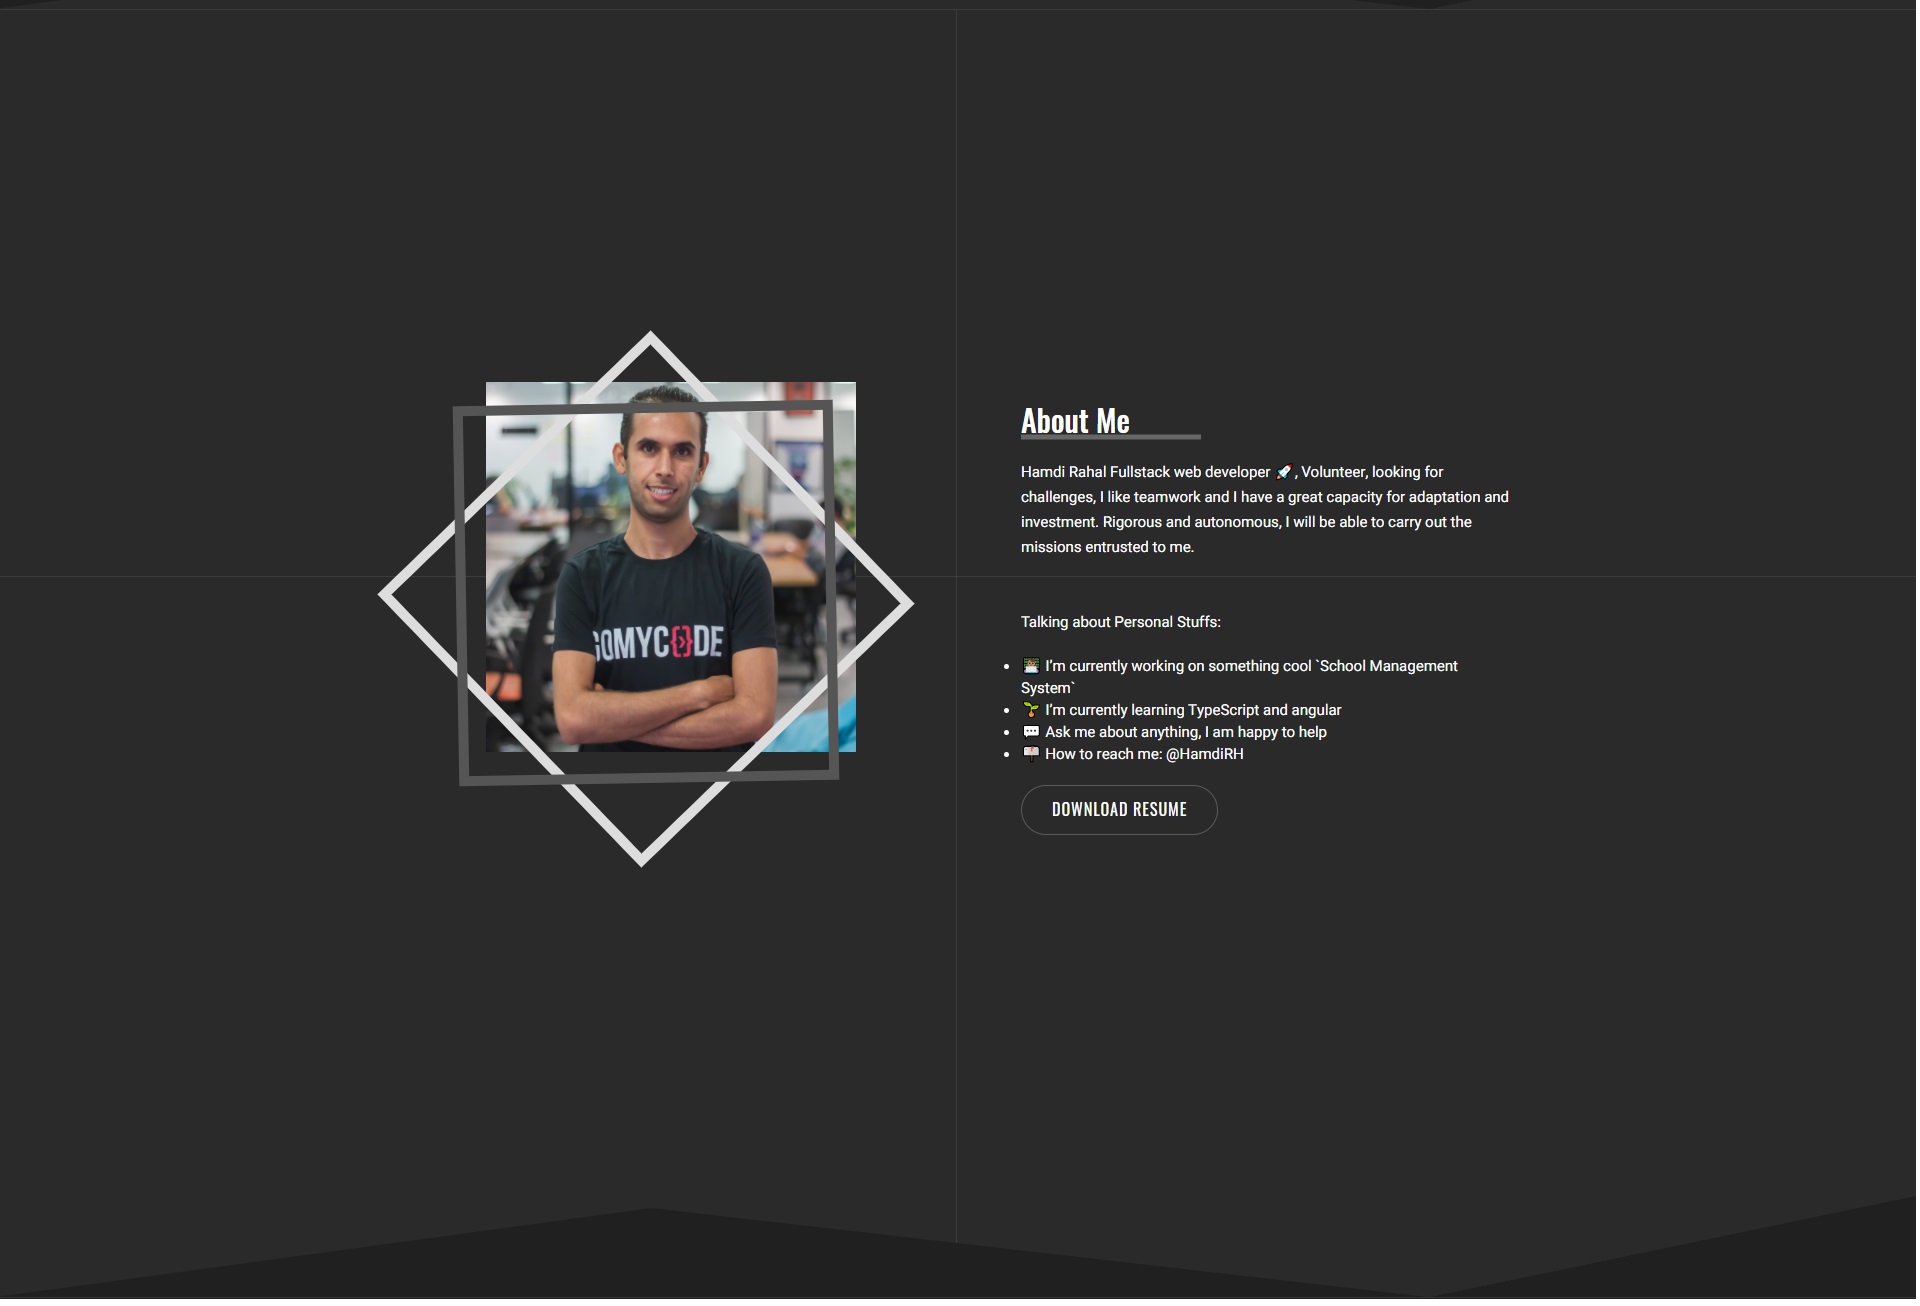 GOMYC{}DE
About Me
Hamdi Rahal Fullstack web developer 🚀, Volunteer, looking for
challenges, I like teamwork and I have a great capacity for adaptation and
investment. Rigorous and autonomous, I will be able to carry out the
missions entrusted to me.
Talking about Personal Stuffs:
• 👨🏽‍🏫 I'm currently working on something cool `School Management
System`
• 🌱 I'm currently learning TypeScript and angular
• 💬 Ask me about anything, I am happy to help
• 📫 How to reach me: @HamdiRH
DOWNLOAD RESUME